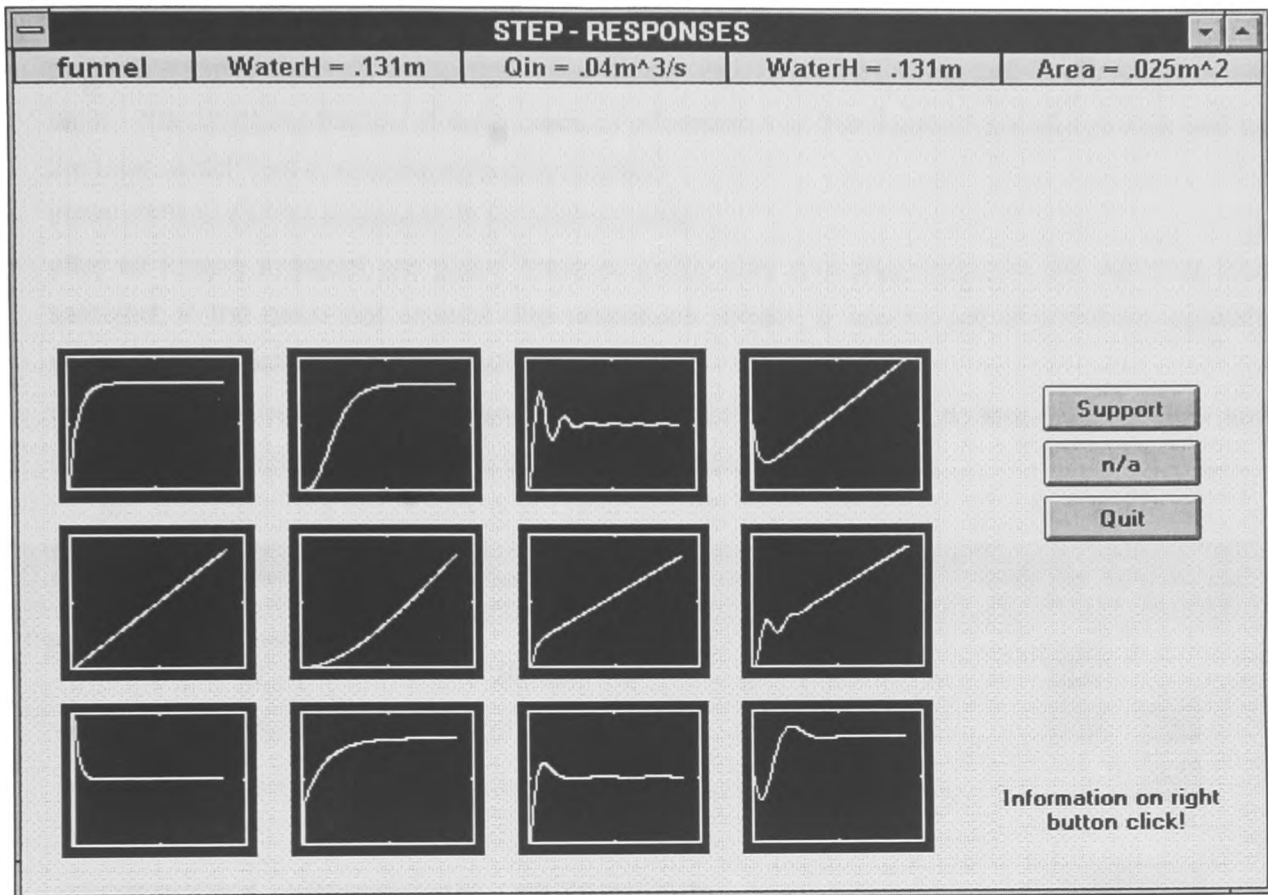 STEP - RESPONSES
funnel WaterH = .131m Qin = .04m^3/s WaterH = .131m Area = .025m^2
Support
n/a
Quit
Information on right
button click!